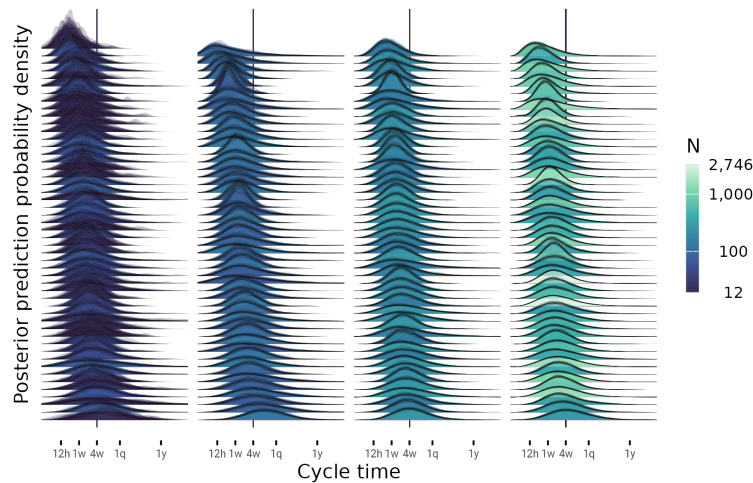 Posterior prediction probability density
N
2,746
1,000
100
12
12h 1w 4w 1q 1y 12h 1w 4w 1q 1y 12h 1w 4w 1q 1y 12h 1w 4w 1q 1y
Cycle time